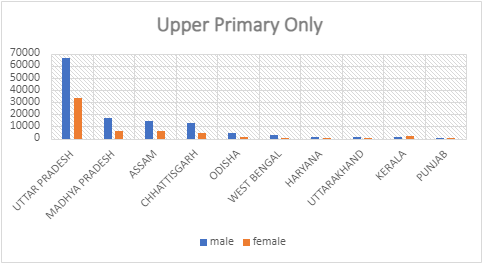 Upper Primary Only
70000
60000
50000
40000
30000
20000
10000
0
UTTAR PRADESH
MADHYA PRADESH
ASSAM
CHHATTISGARH
ODISHA
WEST BENGAL
HARYANA
UTTARAKHAND
KERALA
PUNJAB
male female